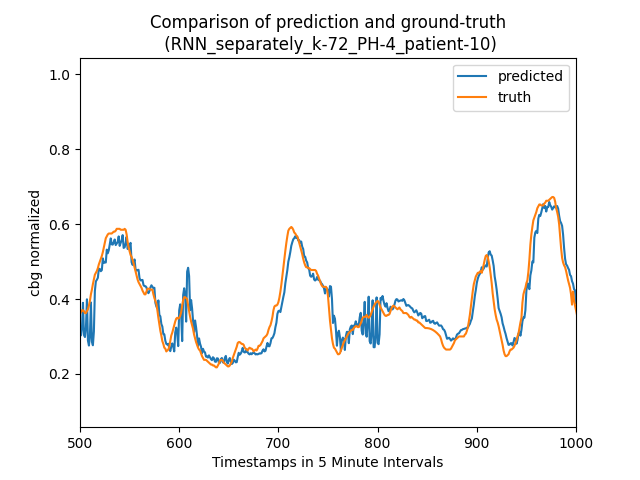 Comparison of prediction and ground-truth
(RNN_separately_k-72_PH-4_patient-10)
predicted
truth
cbg normalized
1.0
0.8
0.6
0.4
0.2
500 600 700 800 900 1000
Timestamps in 5 Minute Intervals